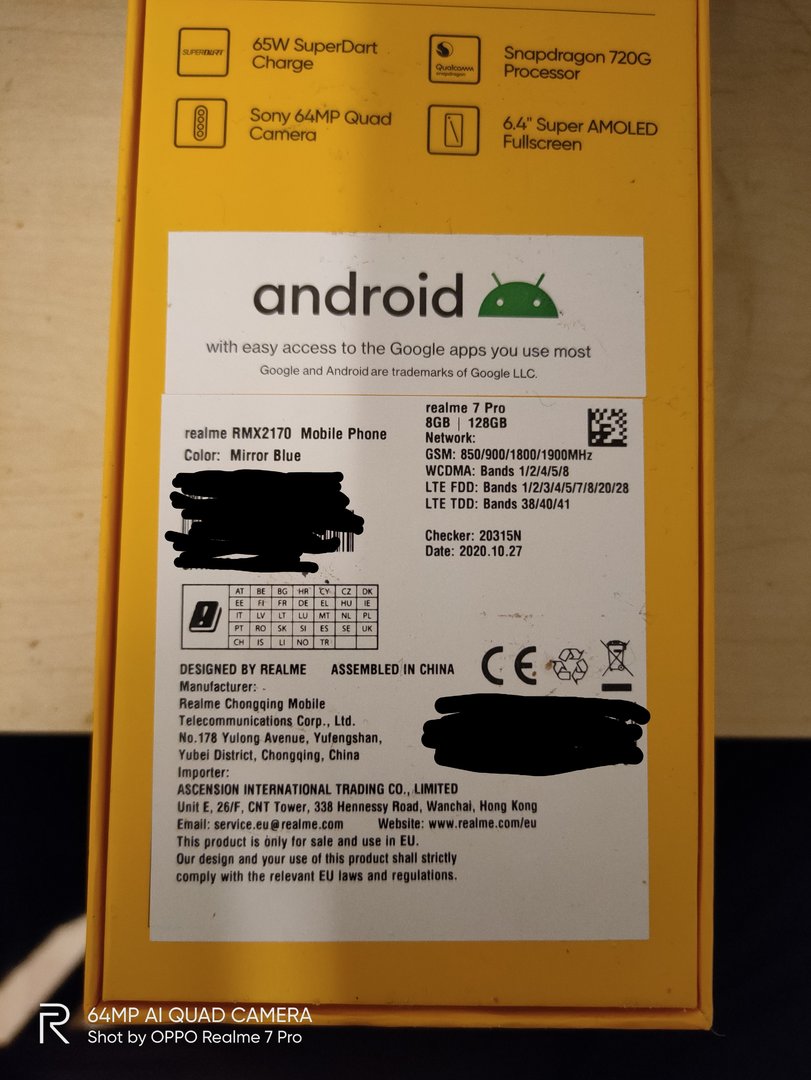 SUPERDART
65W SuperDart
Charge
Qualcomm
snapdragon
Snapdragon 720G
Processor
Sony 64MP Quad
Camera
6.4" Super AMOLED
Fullscreen
android
with easy access to the Google apps you use most
Google and Android are trademarks of Google LLC.
realme RMX2170 Mobile Phone
Color: Mirror Blue
realme 7 Pro
8GB | 128GB
Network:
GSM: 850/900/1800/1900MHz
WCDMA: Bands 1/2/4/5/8
LTE FDD: Bands 1/2/3/4/5/7/8/20/28
LTE TDD: Bands 38/40/41
Checker: 20315N
Date: 2020.10.27
AT BE BG HR CY CZ DK
EE FI FR DE EL HU IE
IT LV LT LU MT NL PL
PT RO SK SI ES SE UK
CH IS LI NO TR
DESIGNED BY REALME ASSEMBLED IN CHINA
CE
Manufacturer:
Realme Chongqing Mobile
Telecommunications Corp., Ltd.
No.178 Yulong Avenue, Yufengshan,
Yubei District, Chongqing, China
Importer:
ASCENSION INTERNATIONAL TRADING CO., LIMITED
Unit E, 26/F, CNT Tower, 338 Hennessy Road, Wanchai, Hong Kong
Email: service.eu@realme.com Website: www.realme.com/eu
This product is only for sale and use in EU.
Our design and your use of this product shall strictly
comply with the relevant EU laws and regulations.
R
64MP AI QUAD CAMERA
Shot by OPPO Realme 7 Pro